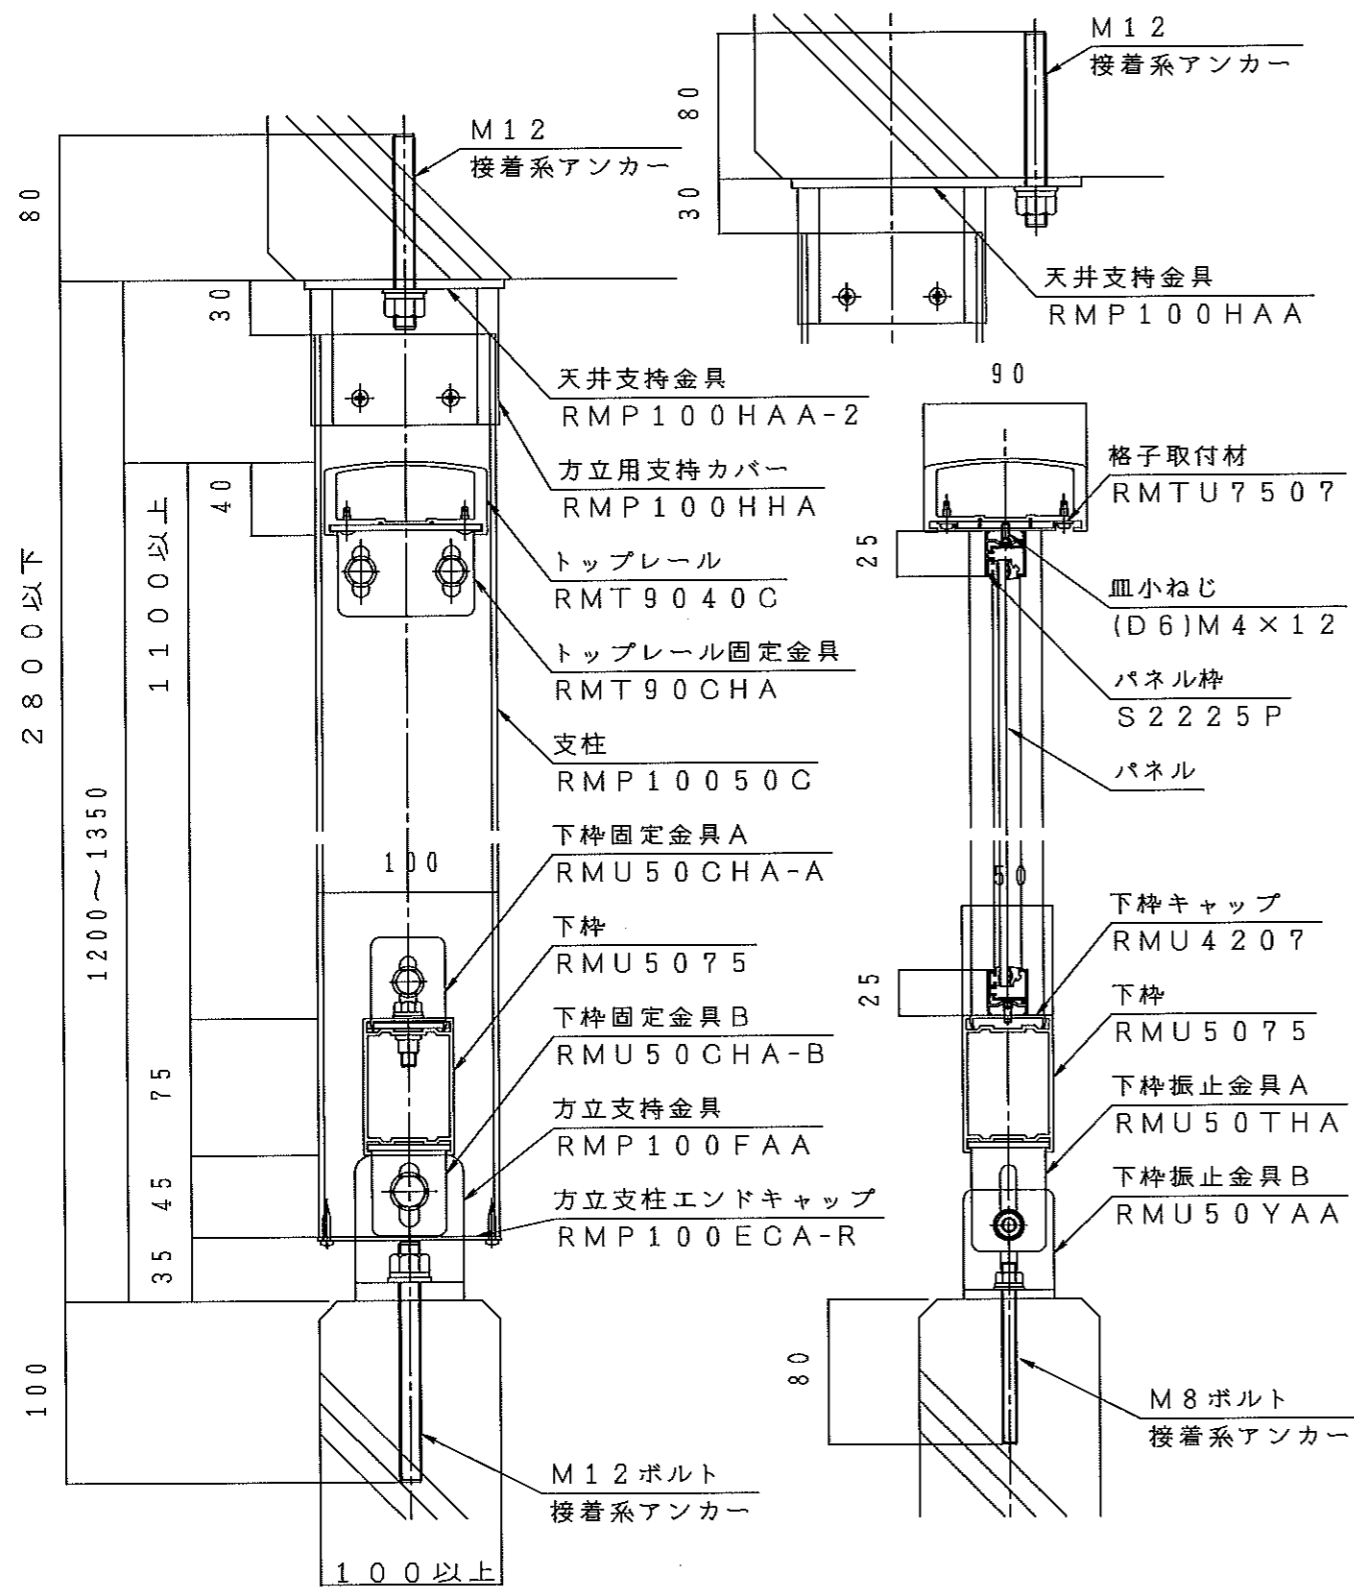 M12
接着系アンカー
80
30
天井支持金具
RMP100HAA
M12
接着系アンカー
80
30
天井支持金具
RMP100HAA-2
方立用支持カバー
RMP100HHA
40
トップレール
RMT9040C
トップレール固定金具
RMT90CHA
支柱
RMP10050C
2800以下
1100以上
1200〜1350
100
下枠固定金具A
RMU50CHA-A
下枠
RMU5075
下枠固定金具B
RMU50CHA-B
方立支持金具
RMP100FAA
方立支柱エンドキャップ
RMP100ECA-R
75
45
35
100
M12ボルト
接着系アンカー
100以上
90
格子取付材
RMTU7507
25
皿小ねじ
(D6)M4×12
パネル枠
S2225P
パネル
50
下枠キャップ
RMU4207
25
下枠
RMU5075
下枠振止金具A
RMU50THA
下枠振止金具B
RMU50YAA
80
M8ボルト
接着系アンカー